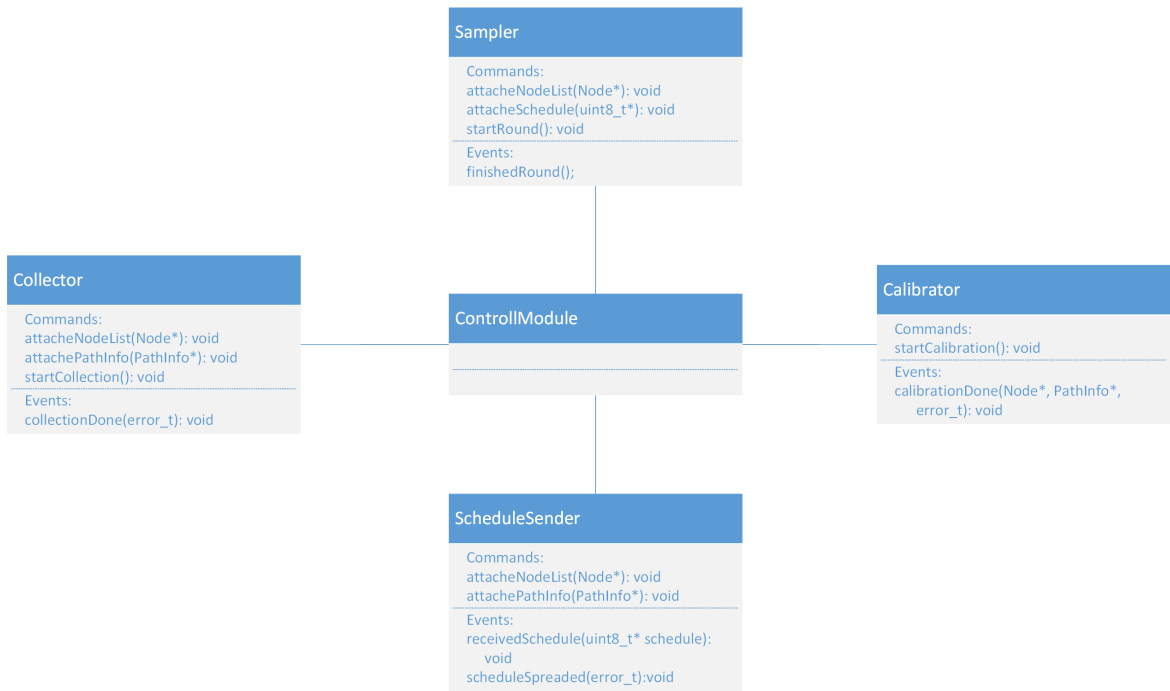 Sampler
Commands:
attacheNodeList(Node*): void
attacheSchedule(uint8_t*): void
startRound(): void
Events:
finishedRound();
Collector
Commands:
attacheNodeList(Node*): void
attachePathInfo(PathInfo*): void
startCollection(): void
Events:
collectionDone(error_t): void
ControllModule
Calibrator
Commands:
startCalibration(): void
Events:
calibrationDone(Node*, PathInfo*,
error_t): void
ScheduleSender
Commands:
attacheNodeList(Node*): void
attachePathInfo(PathInfo*): void
Events:
receivedSchedule(uint8_t* schedule):
void
scheduleSpreaded(error_t):void